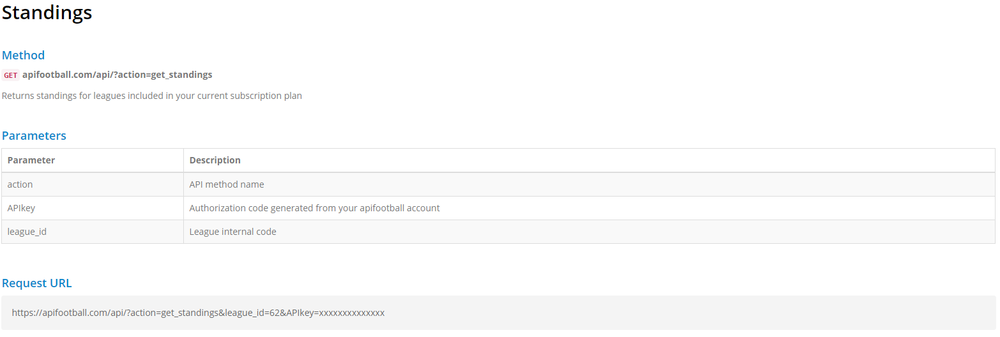 Standings
Method
GET apifootball.com/api/?action=get_standings
Returns standings for leagues included in your current subscription plan
Parameters
Parameter Description
action API method name
APIkey Authorization code generated from your apifootball account
league_id League internal code
Request URL
https://apifootball.com/api/?action=get_standings&league_id=62&APIkey=xxxxxxxxxxxxxx